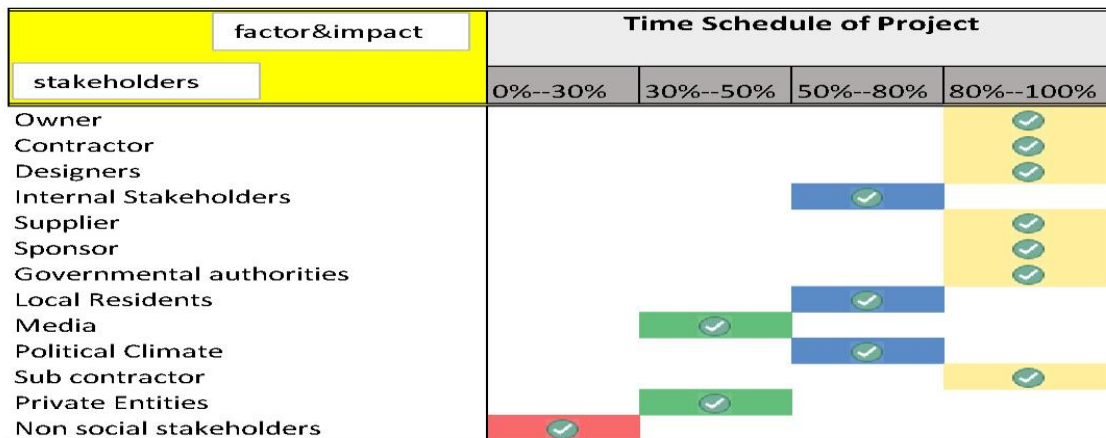 factor&impact
Time Schedule of Project
stakeholders
0%--30% 30%--50% 50%--80% 80%--100%
Owner
Contractor
Designers
Internal Stakeholders
Supplier
Sponsor
Governmental authorities
Local Residents
Media
Political Climate
Sub contractor
Private Entities
Non social stakeholders